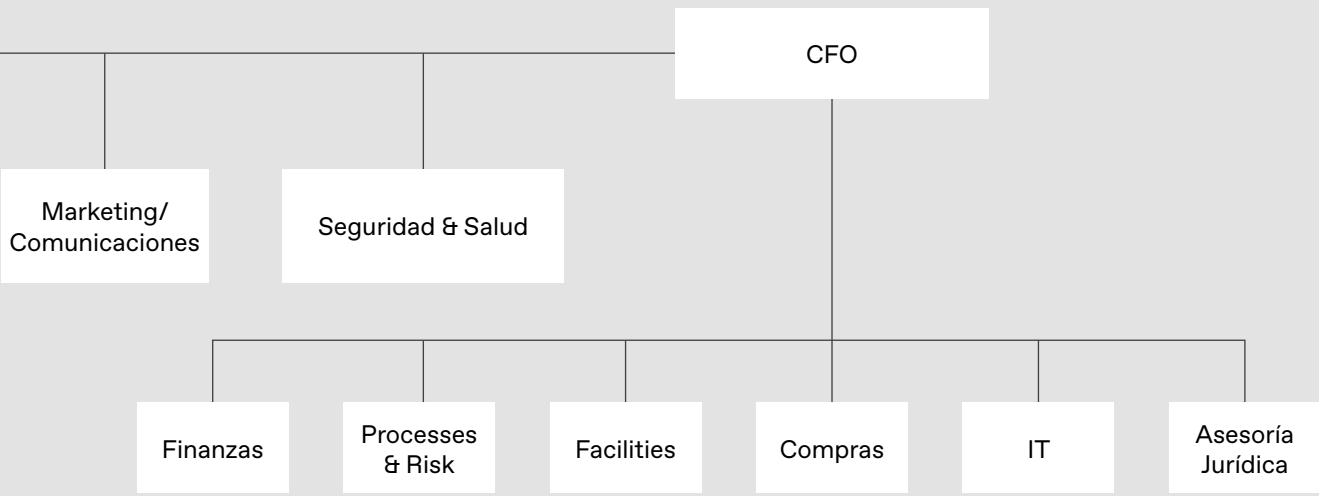 CFO
Marketing/
Comunicaciones
Seguridad & Salud
Finanzas
Processes
& Risk
Facilities
Compras
IT
Asesoría
Jurídica